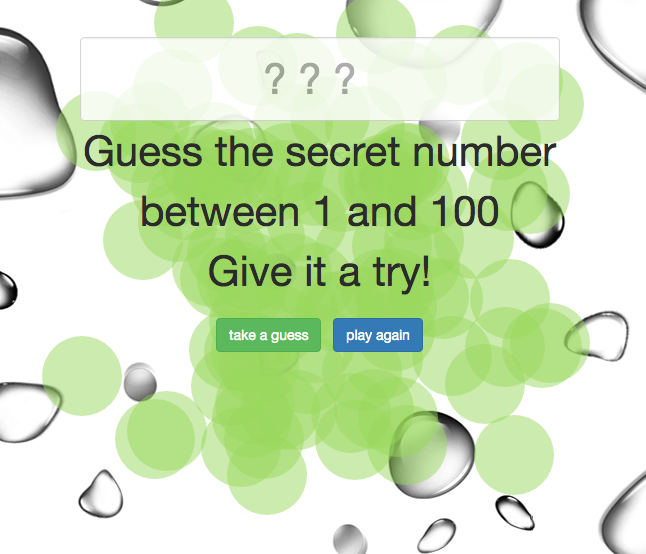 ? ? ?
Guess the secret number
between 1 and 100
Give it a try!
take a guess play again